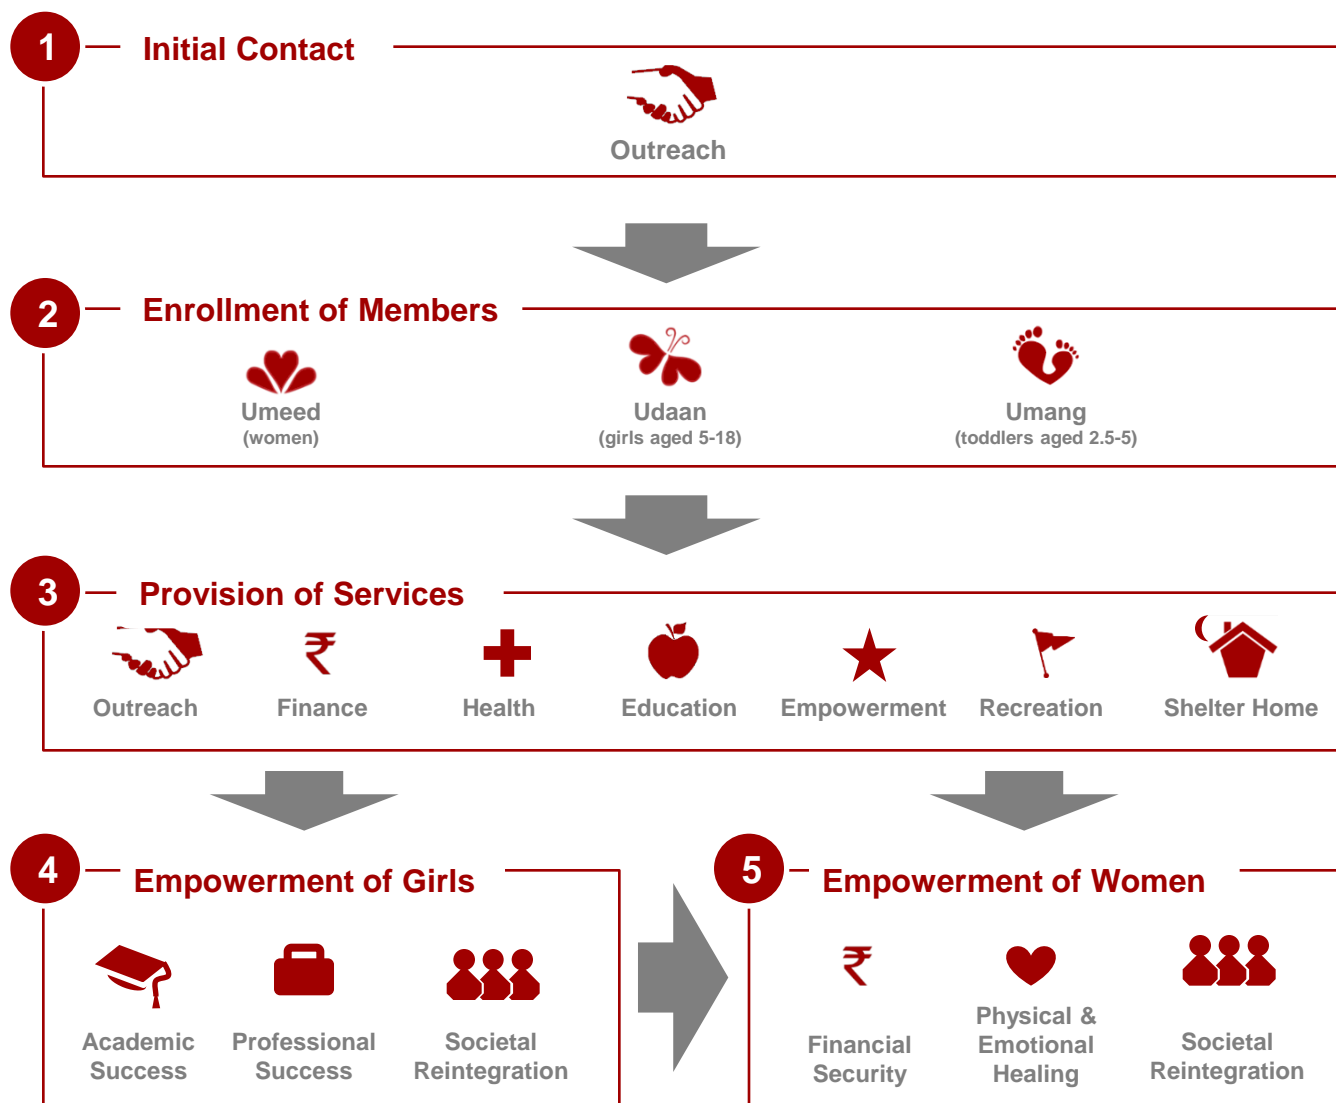 1 Initial Contact
Outreach
2 Enrollment of Members
Umeed
(women)
Udaan
(girls aged 5-18)
Umang
(toddlers aged 2.5-5)
3 Provision of Services
₹
Outreach Finance Health Education Empowerment Recreation Shelter Home
4 Empowerment of Girls
Academic
Success
Professional
Success
Societal
Reintegration
5 Empowerment of Women
₹
Financial
Security
Physical &
Emotional
Healing
Societal
Reintegration